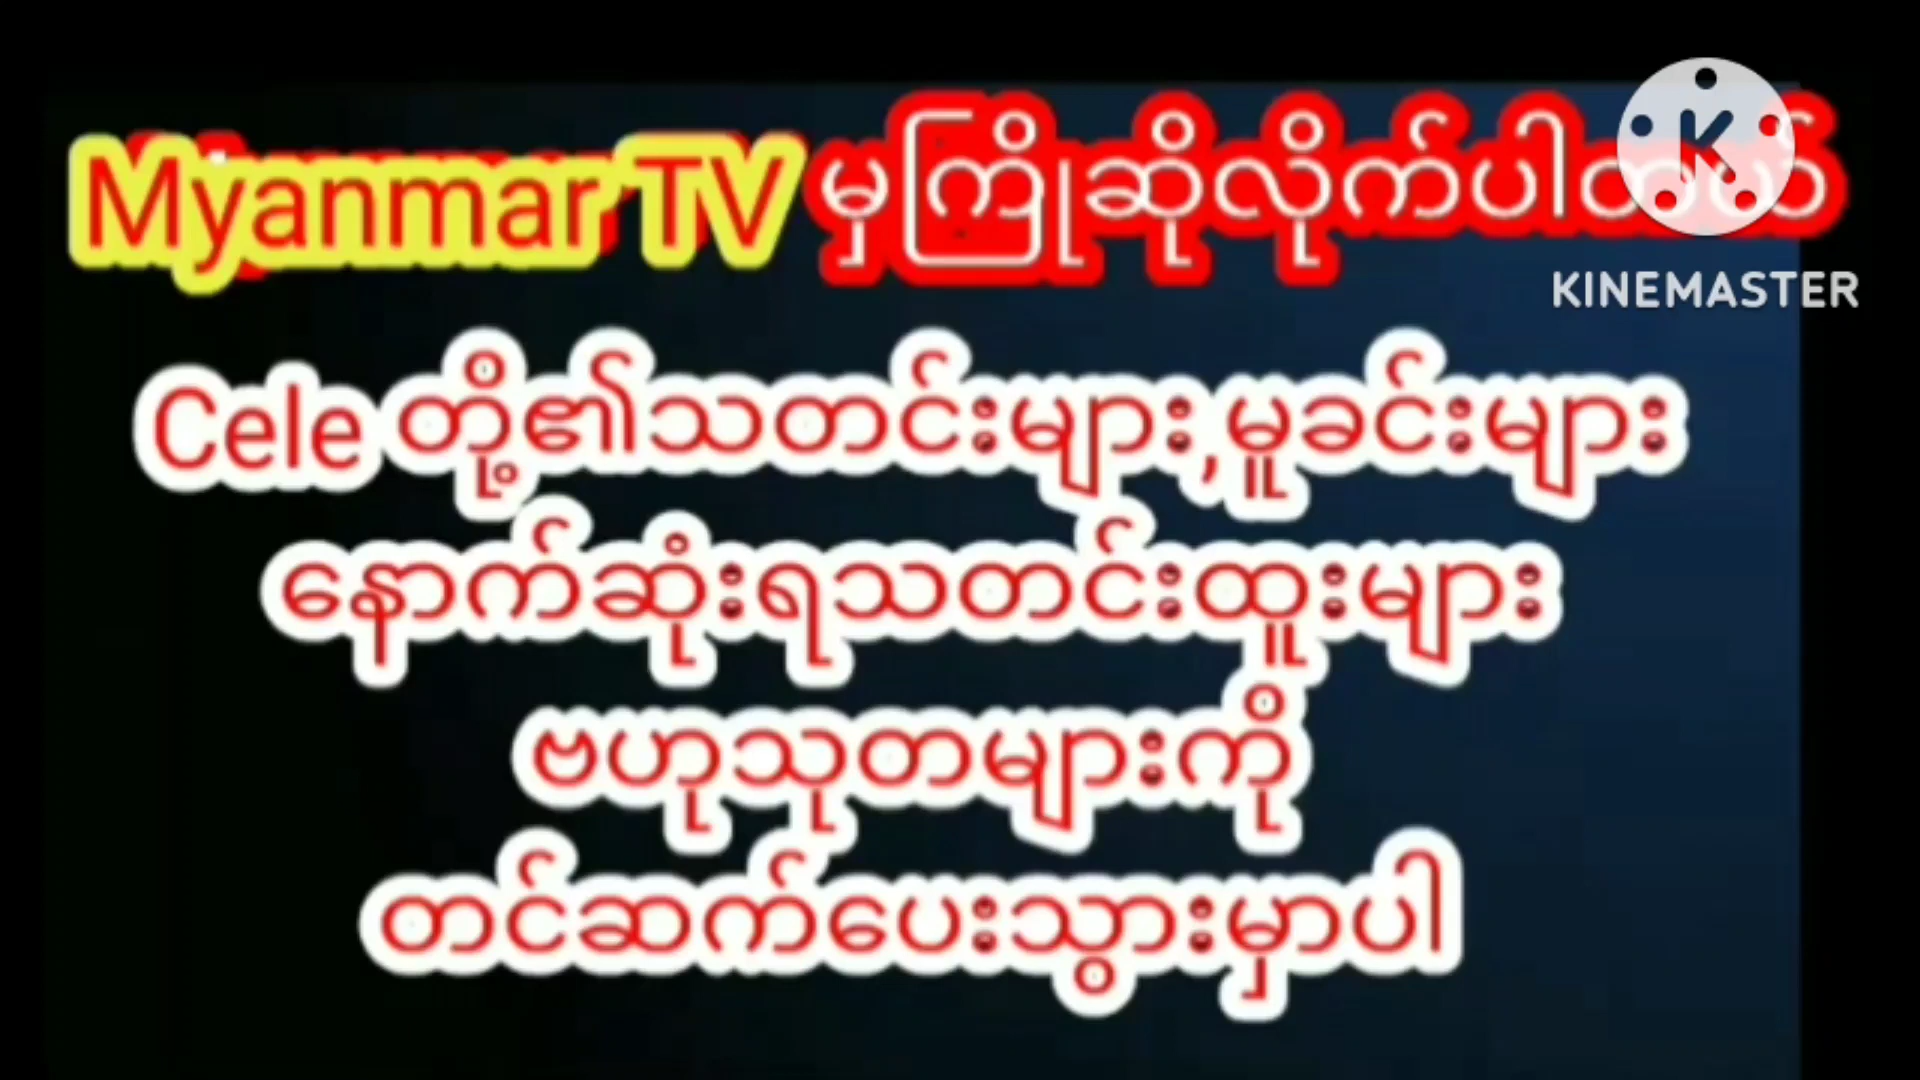 Myanmar TV မှကြိုဆိုလိုက်ပါတယ်
KINEMASTER
Cele တို့၏သတင်းများ,မူခင်းများ
နောက်ဆုံးရသတင်းထူးများ
ဗဟုသုတများကို
တင်ဆက်ပေးသွားမှာပါ